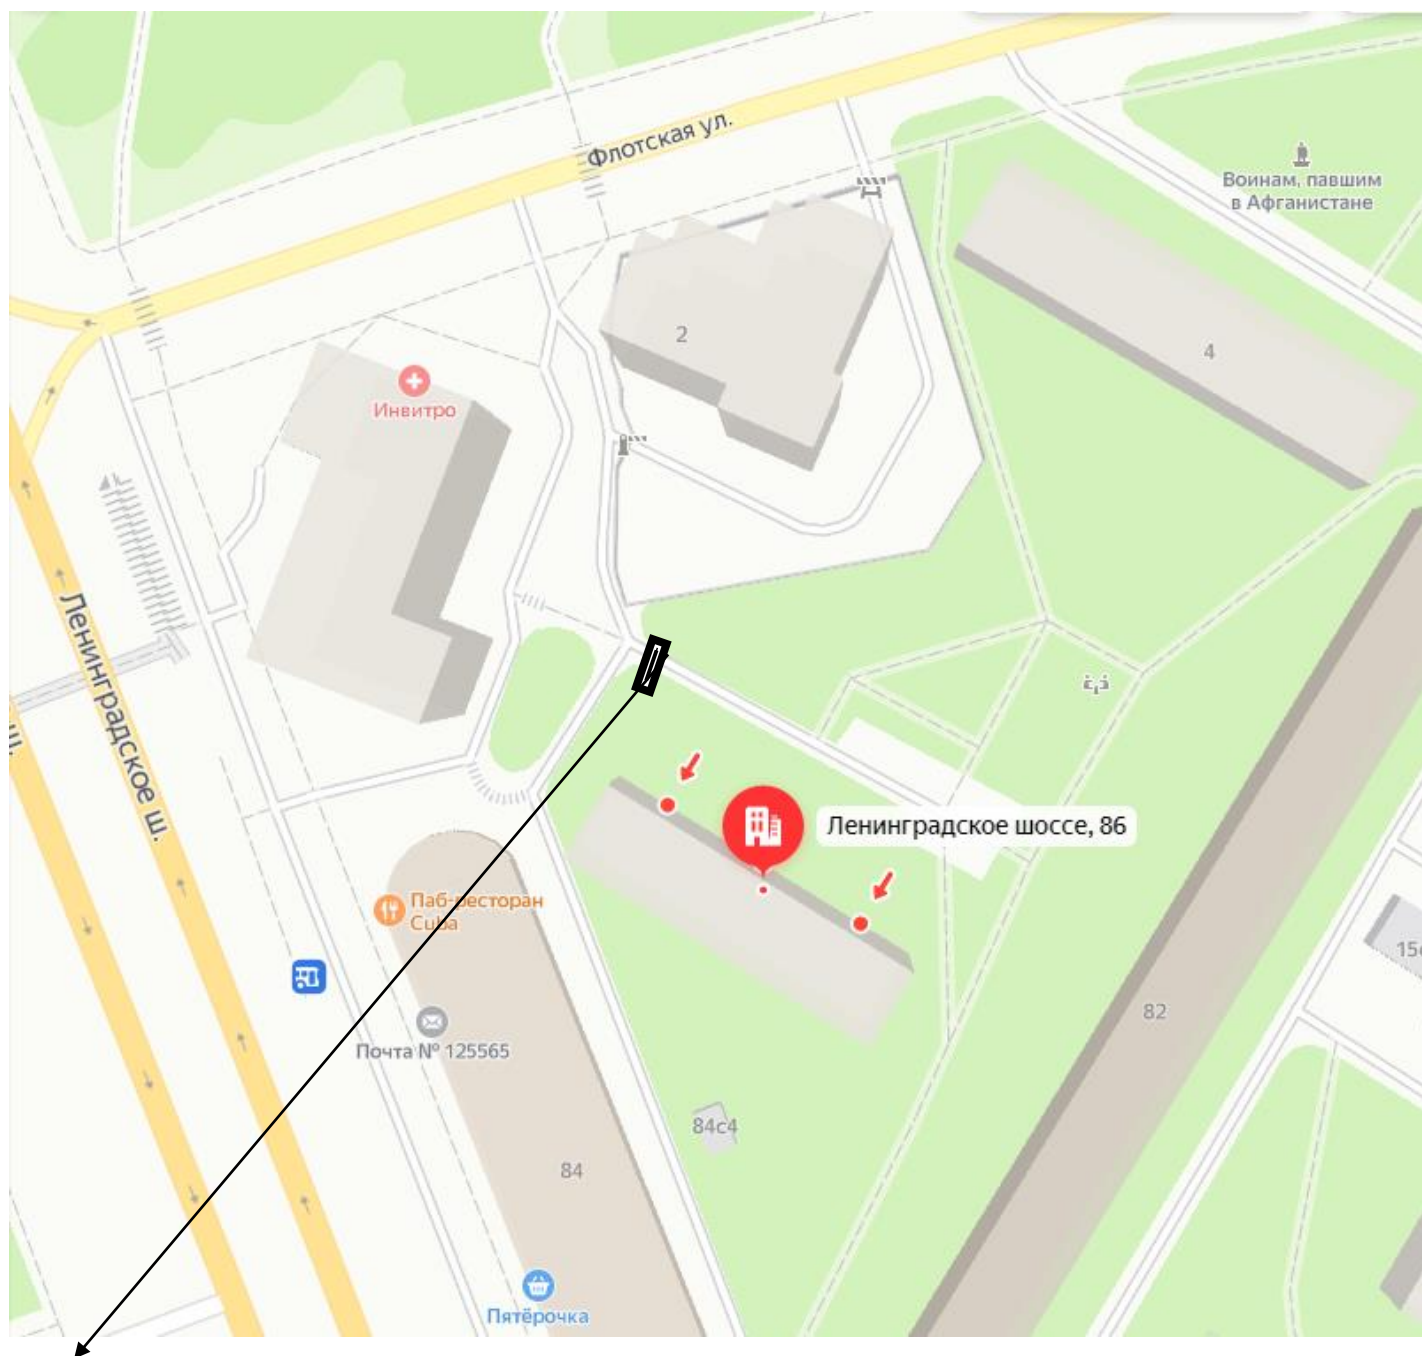 Флотская ул.
Воинам, павшим
в Афганистане
2
4
Инвитро
Ленинградское ш.
ш.
Ленинградское шоссе, 86
Паб-ресторан
Cuba
15
82
Почта № 125565
84с4
84
Пятёрочка